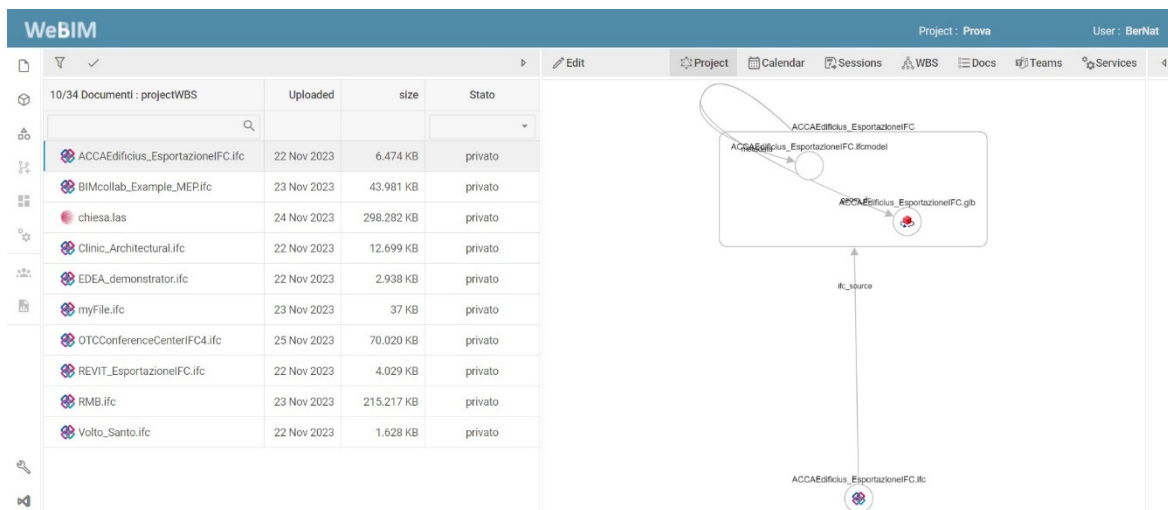 WeBIM
Project : Prova
User : BerNat
Edit
Project
Calendar
Sessions
WBS
Docs
Teams
Services
10/34 Documenti : projectWBS
Uploaded
size
Stato
ACCAEdificius_EsportazioneIFC.ifc 22 Nov 2023 6.474 KB privato
BIMcollab_Example_MEP.ifc 23 Nov 2023 43.981 KB privato
chiesa.las 24 Nov 2023 298.282 KB privato
Clinic_Architectural.ifc 22 Nov 2023 12.699 KB privato
EDEA_demonstrator.ifc 22 Nov 2023 2.938 KB privato
myFile.ifc 23 Nov 2023 37 KB privato
OTCConferenceCenterIFC4.ifc 25 Nov 2023 70.020 KB privato
REVIT_EsportazioneIFC.ifc 22 Nov 2023 4.029 KB privato
RMB.ifc 23 Nov 2023 215.217 KB privato
Volto_Santo.ifc 22 Nov 2023 1.628 KB privato
ACCAEdificius_EsportazioneIFC
ACCAEdificius_EsportazioneIFC.ifcmodel
ACCAEdificius_EsportazioneIFC.glb
ifc_source
ACCAEdificius_EsportazioneIFC.ifc